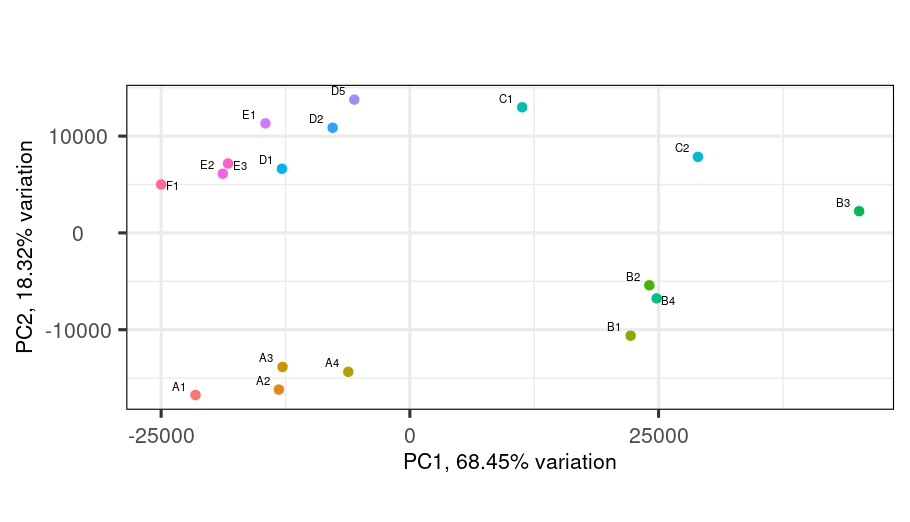 D5
C1
E1
D2
10000
C2
E2
E3
D1
F1
B3
0
B2
B4
-10000
B1
A3
A4
A2
A1
-25000
0
25000
PC1, 68.45% variation
PC2, 18.32% variation